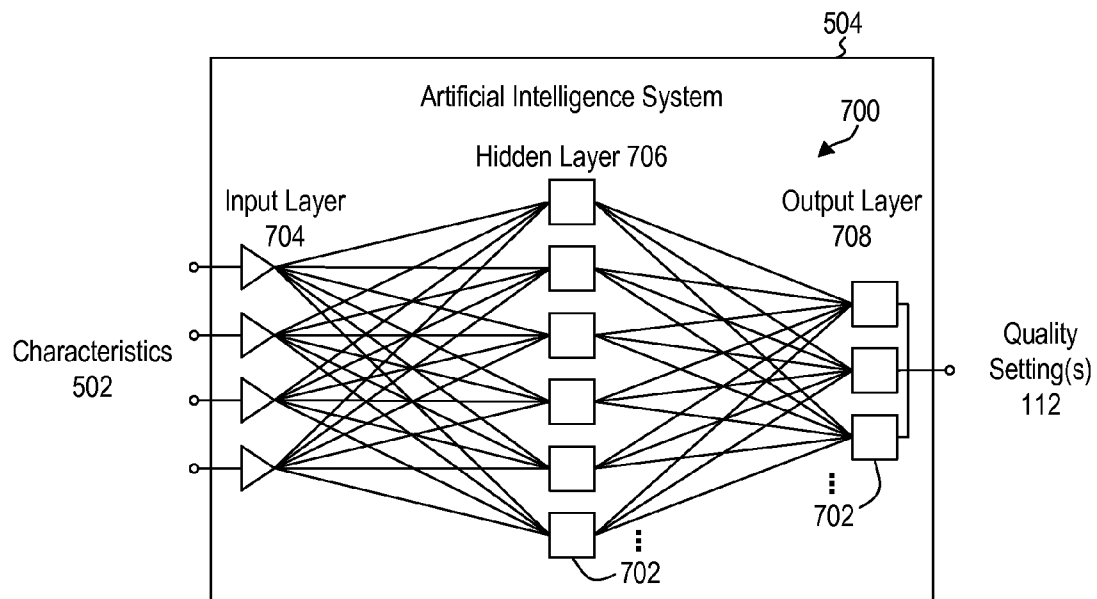 504
Artificial Intelligence System
700
Hidden Layer 706
Input Layer
704
Output Layer
708
Characteristics
502
Quality
Setting(s)
112
702
702